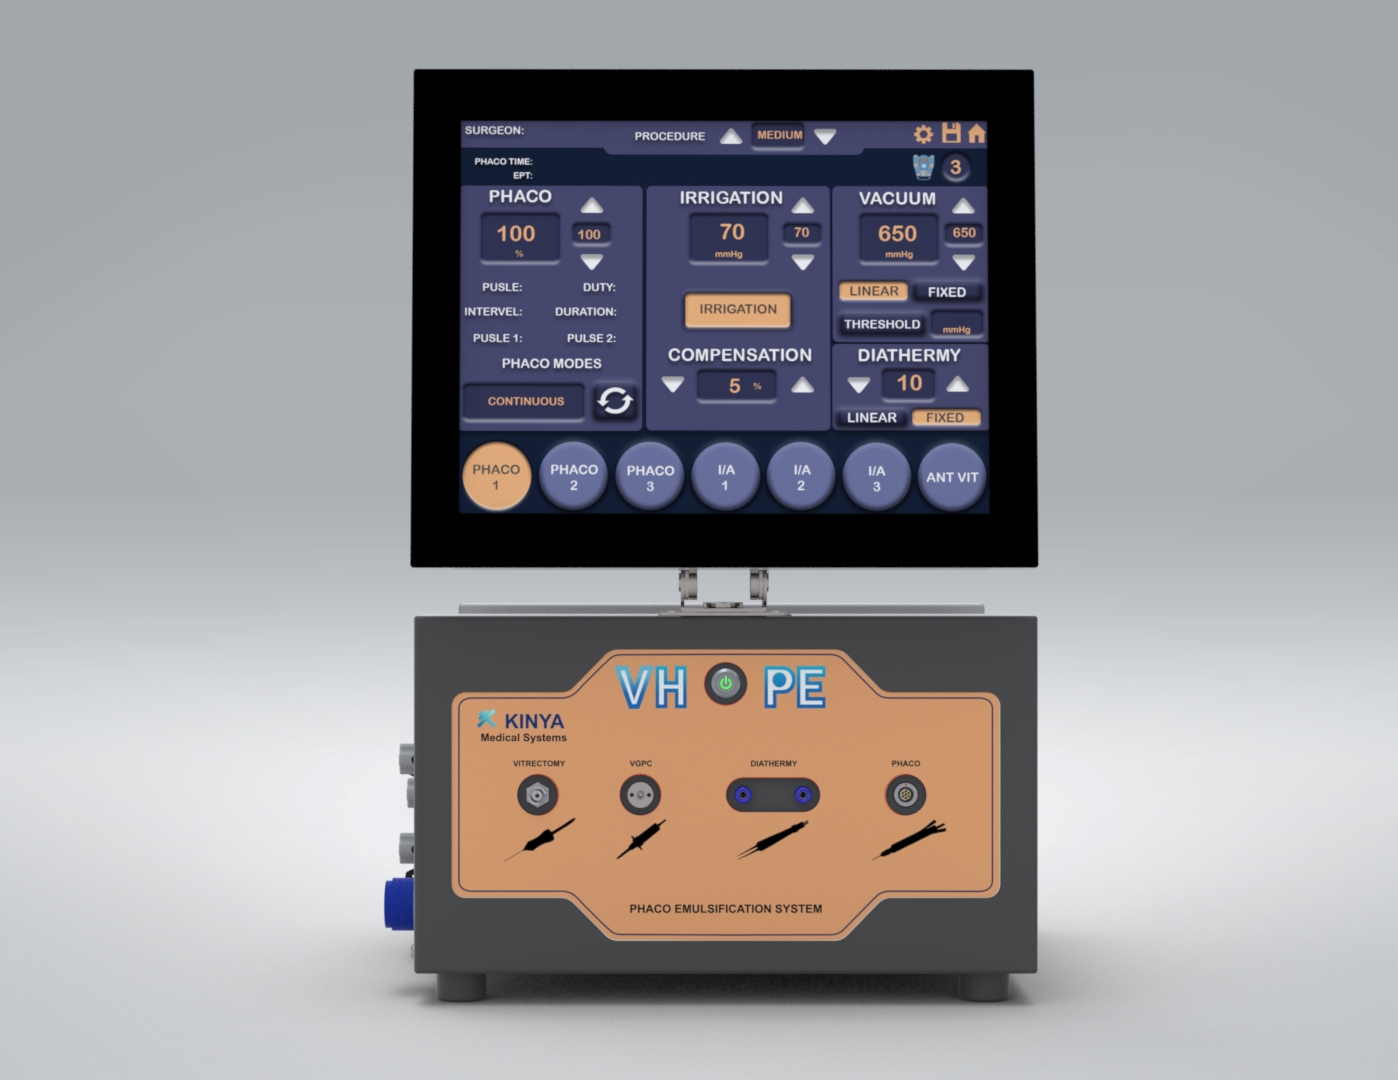 SURGEON:
PROCEDURE MEDIUM
PHACO TIME:
EPT:
3
PHACO
100
%
100
PUSLE: DUTY:
INTERVEL: DURATION:
PUSLE 1: PULSE 2:
PHACO MODES
CONTINUOUS
IRRIGATION
70
mmHg
70
IRRIGATION
COMPENSATION
5 %
VACUUM
650
mmHg
650
LINEAR FIXED
THRESHOLD mmHg
DIATHERMY
10
LINEAR FIXED
PHACO
1
PHACO
2
PHACO
3
I/A
1
I/A
2
I/A
3
ANT VIT
VH PE
KINYA
Medical Systems
VITRECTOMY VGPC DIATHERMY PHACO
PHACO EMULSIFICATION SYSTEM